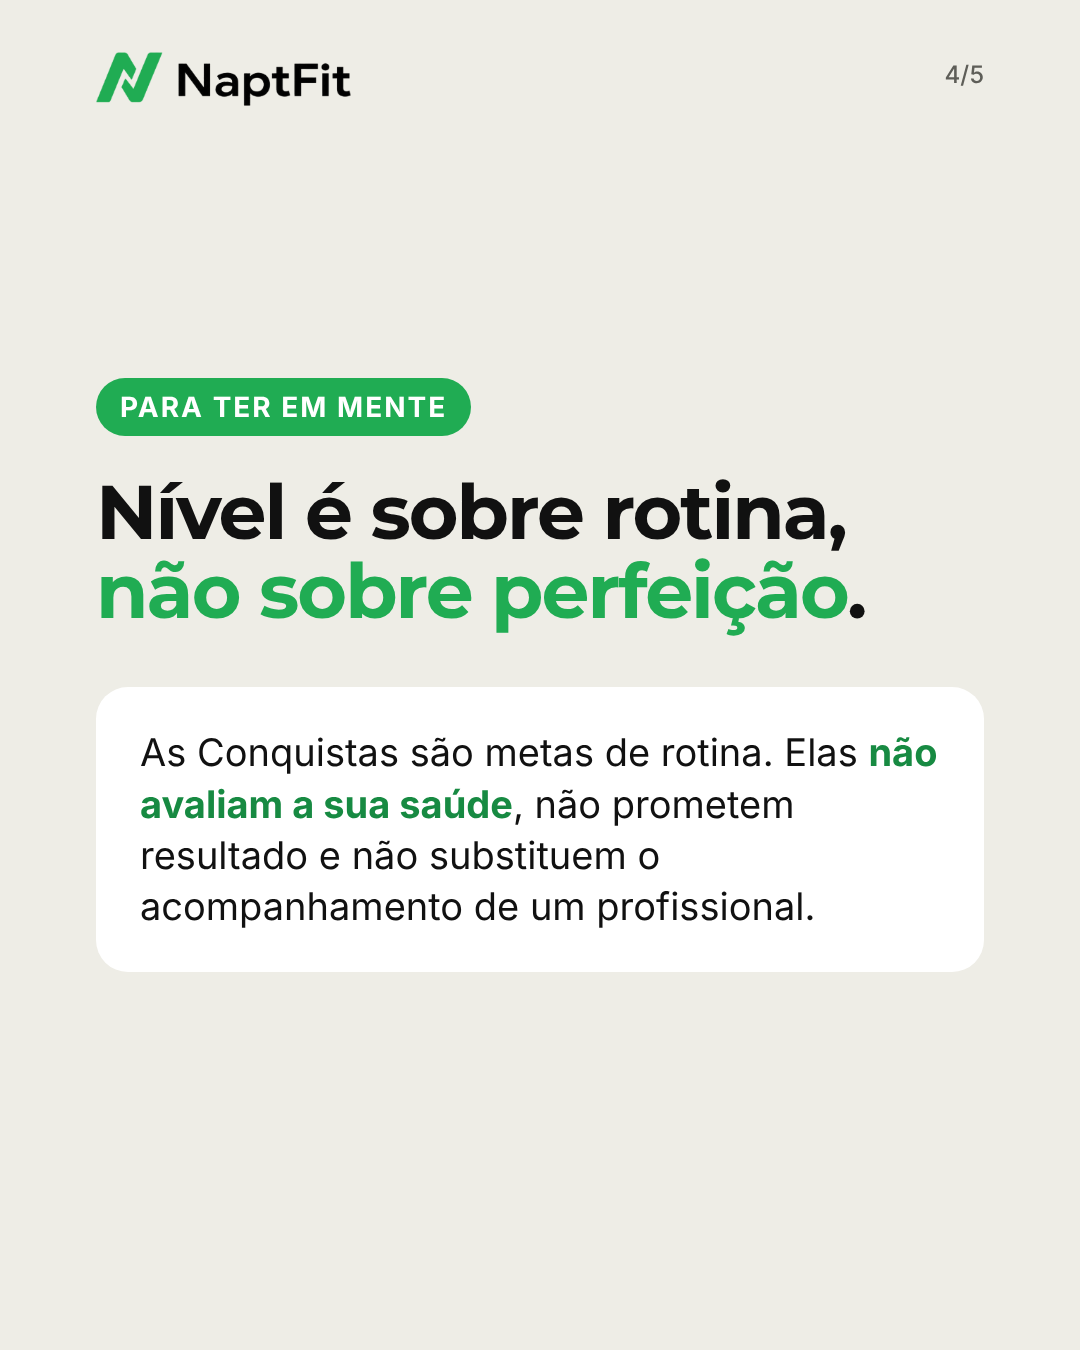 NaptFit
4/5
PARA TER EM MENTE
Nível é sobre rotina,
não sobre perfeição.
As Conquistas são metas de rotina. Elas não
avaliam a sua saúde, não prometem
resultado e não substituem o
acompanhamento de um profissional.